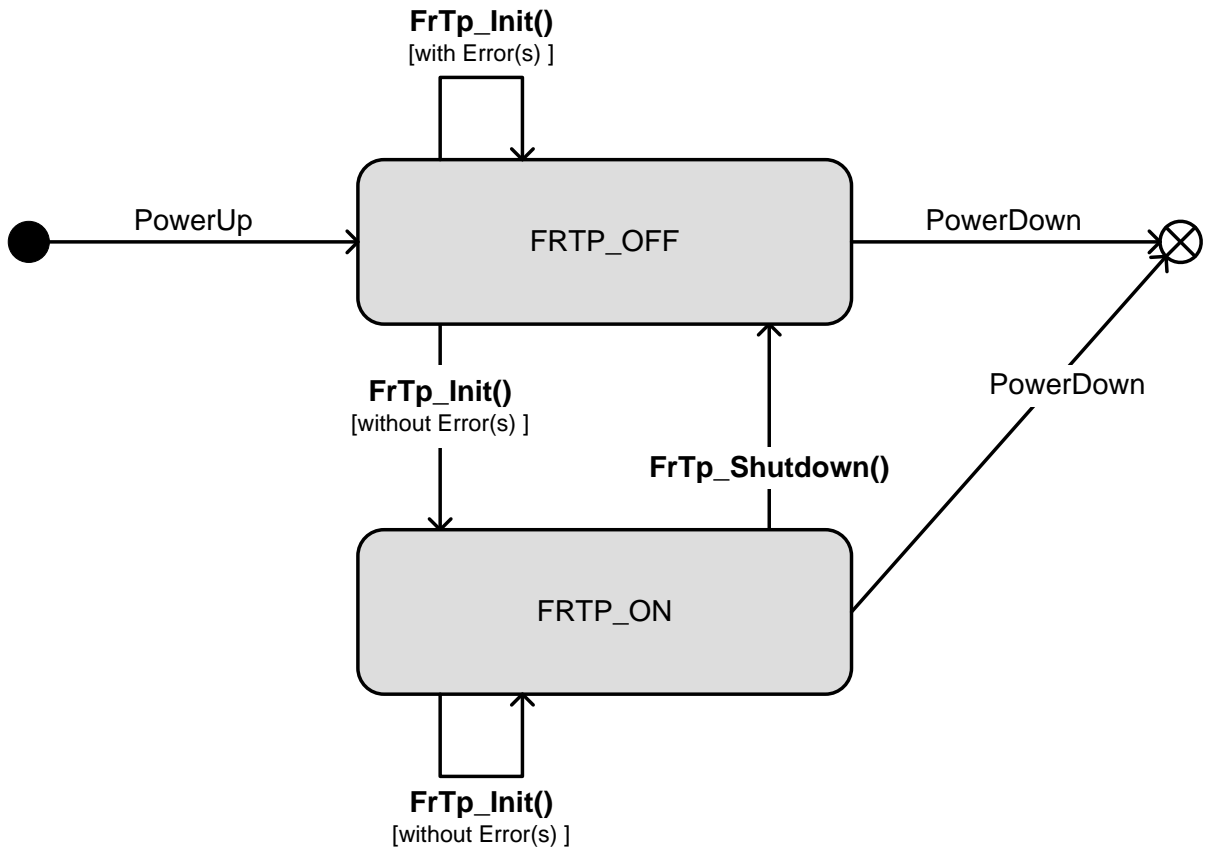 FrTp_Init()
[with Error(s) ]
PowerUp
FRTP_OFF
PowerDown
FrTp_Init()
[without Error(s) ]
PowerDown
FrTp_Shutdown()
FRTP_ON
FrTp_Init()
[without Error(s) ]